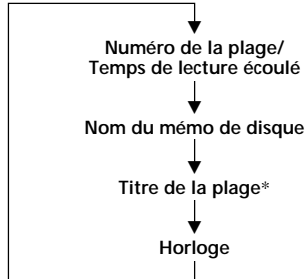 Numéro de la plage/
Temps de lecture écoulé
Nom du mémo de disque
Titre de la plage*
Horloge